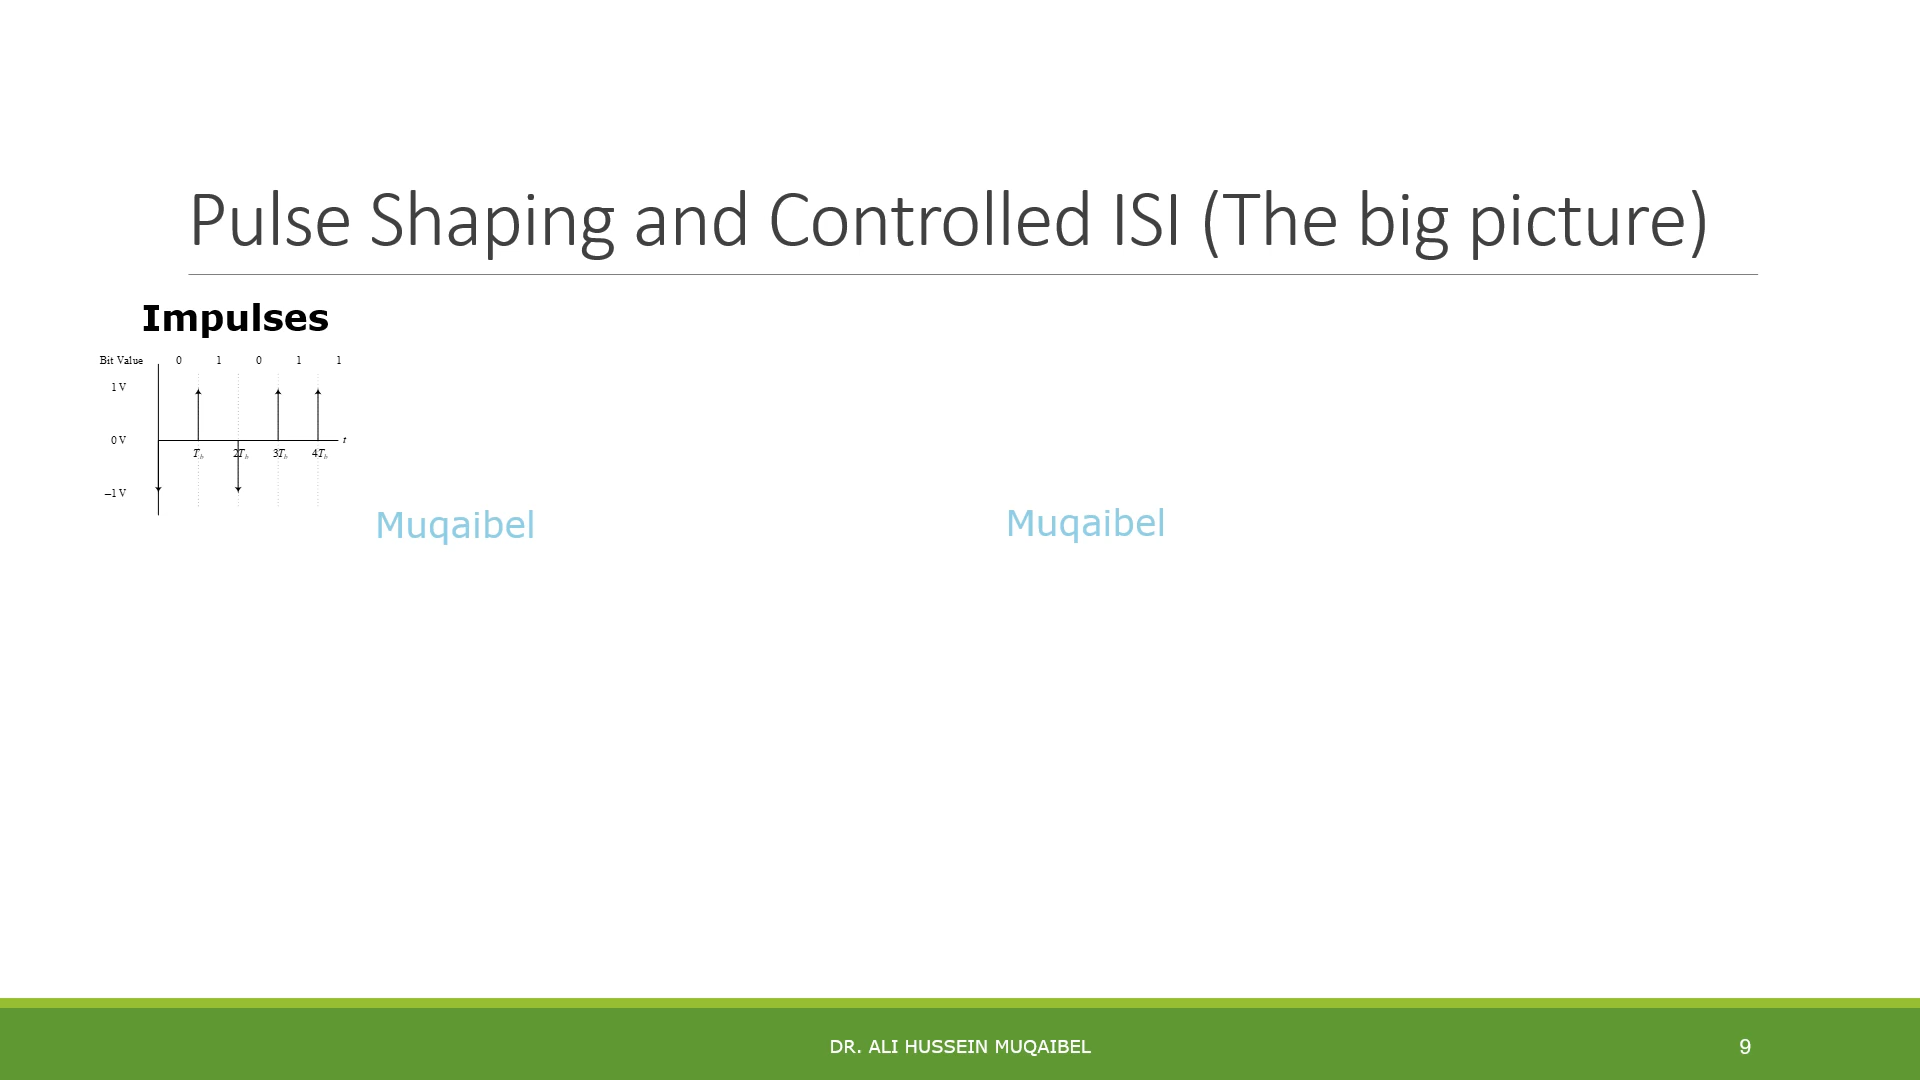 Pulse Shaping and Controlled ISI (The big picture)
Impulses
Bit Value 0 1 0 1 1
1 V
0 V
t
T_b 2T_b 3T_b 4T_b
−1 V
Muqaibel Muqaibel
DR. ALI HUSSEIN MUQAIBEL 9